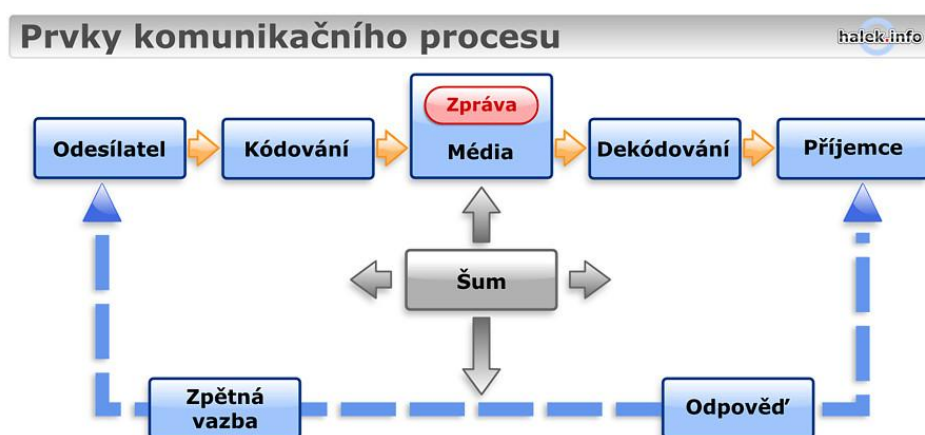 Prvky komunikačního procesu
halek.info
Zpráva
Odesílatel
Kódování
Média
Dekódování
Příjemce
Šum
Zpětná
vazba
Odpověď